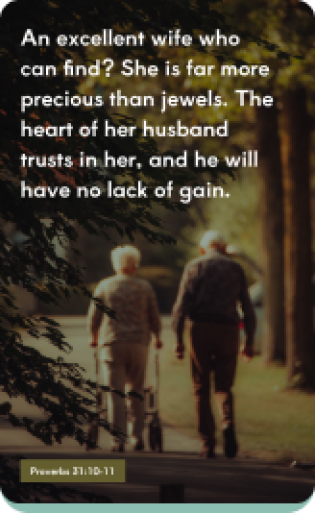 An excellent wife who
can find? She is far more
precious than jewels. The
heart of her husband
trusts in her, and he will
have no lack of gain.
Proverbs 31:10-11